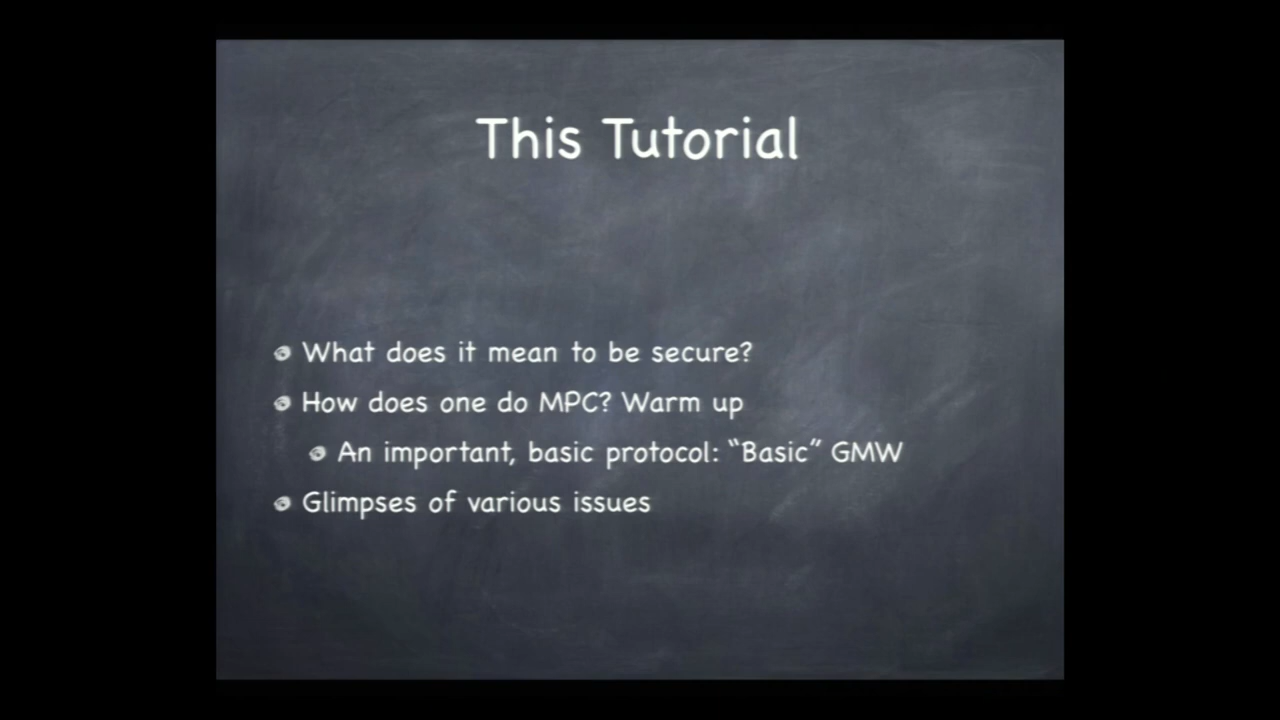 This Tutorial
What does it mean to be secure?
How does one do MPC? Warm up
An important, basic protocol: “Basic” GMW
Glimpses of various issues